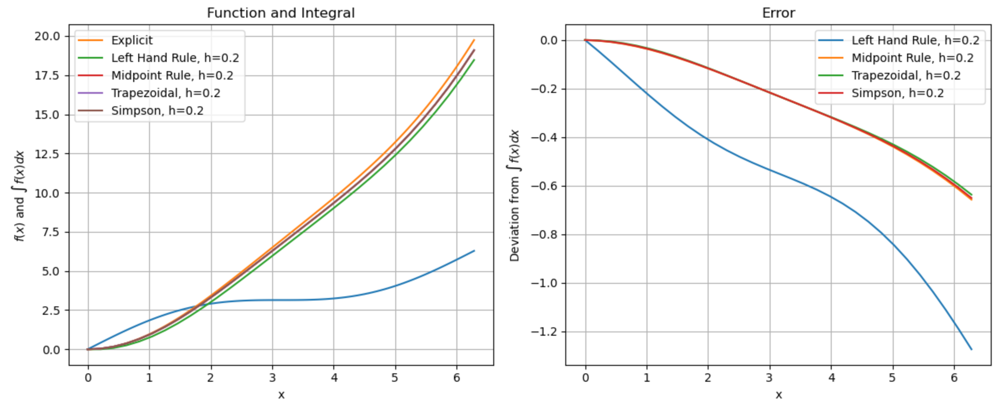 Function and Integral
20.0
17.5
15.0
12.5
10.0
7.5
5.0
2.5
0.0
f(x) and ∫ f(x)dx
Explicit
Left Hand Rule, h=0.2
Midpoint Rule, h=0.2
Trapezoidal, h=0.2
Simpson, h=0.2
0 1 2 3 4 5 6
x
Error
0.0
−0.2
−0.4
−0.6
−0.8
−1.0
−1.2
Deviation from ∫ f(x)dx
Left Hand Rule, h=0.2
Midpoint Rule, h=0.2
Trapezoidal, h=0.2
Simpson, h=0.2
0 1 2 3 4 5 6
x